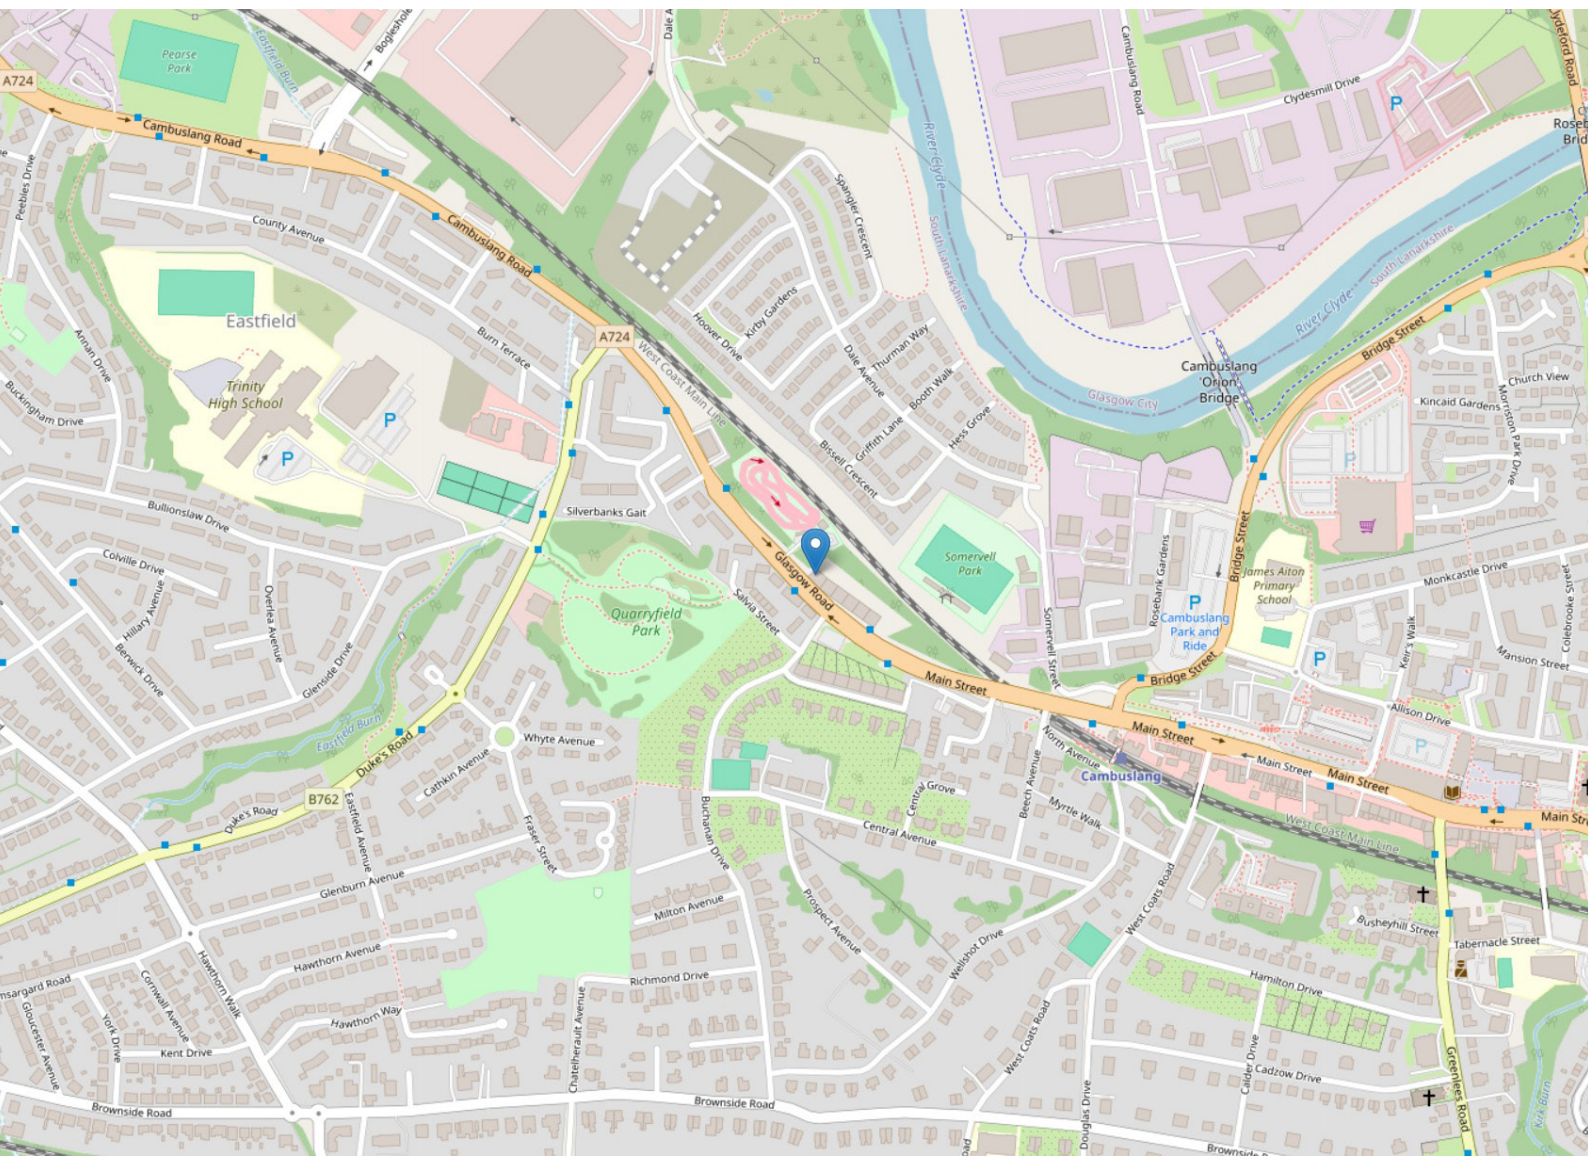 Pearse
Park
Eastfield Burn
Dale A
A724
Cambuslang Road
Peebles Drive
County Avenue
Cambuslang Road
Spangler Crescent
River Clyde
South Lanarkshire
Cambuslang Road
Clydesmill Drive
P
Eastfield
Annan Drive
Burn Terrace
A724
West Coast Main Line
Hoover Drive
Kirby Gardens
Dale Avenue
Thurman Way
Booth Walk
Griffith Lane
Hess Grove
Bissell Crescent
Glasgow City
Cambuslang
'Orion'
Bridge
River Clyde
South Lanarkshire
Bridge Street
Church View
Kincaid Gardens
Morriston Park Drive
Trinity
High School
P
P
Buckingham Drive
Bullionslaw Drive
Silverbanks Gait
Colville Drive
Hillary Avenue
Overlea Avenue
Berwick Drive
Glenside Drive
Quarryfield
Park
Salvia Street
Glasgow Road
Somervell
Park
Somervell Street
Rosebank Gardens
P
Cambuslang
Park and
Ride
Bridge Street
P
James Aiton
Primary
School
P
Monkcastle Drive
Colebrooke Street
Keir's Walk
Mansion Street
Bridge Street
Main Street
Allison Drive
P
Eastfield Burn
Duke's Road
Whyte Avenue
Cathkin Avenue
B762
Duke's Road
Eastfield Avenue
Fraser Street
Buchanan Drive
Central Grove
Central Avenue
Beech Avenue
Myrtle Walk
North Avenue
Cambuslang
Main Street
Main Street
Main Street
West Coast Main Line
Glenburn Avenue
Milton Avenue
Prospect Avenue
Wellshot Drive
West Coats Road
Busheyhill Street
Tabernacle Street
Hawthorn Avenue
Hawthorn Walk
Richmond Drive
Hamilton Drive
Cornwall Avenue
York Drive
Gloucester Avenue
Hawthorn Way
Kent Drive
Chatelherault Avenue
West Coats Road
Calder Drive
Cadzow Drive
Greenlees Road
Kirk Burn
Brownside Road
Brownside Road
Douglas Drive